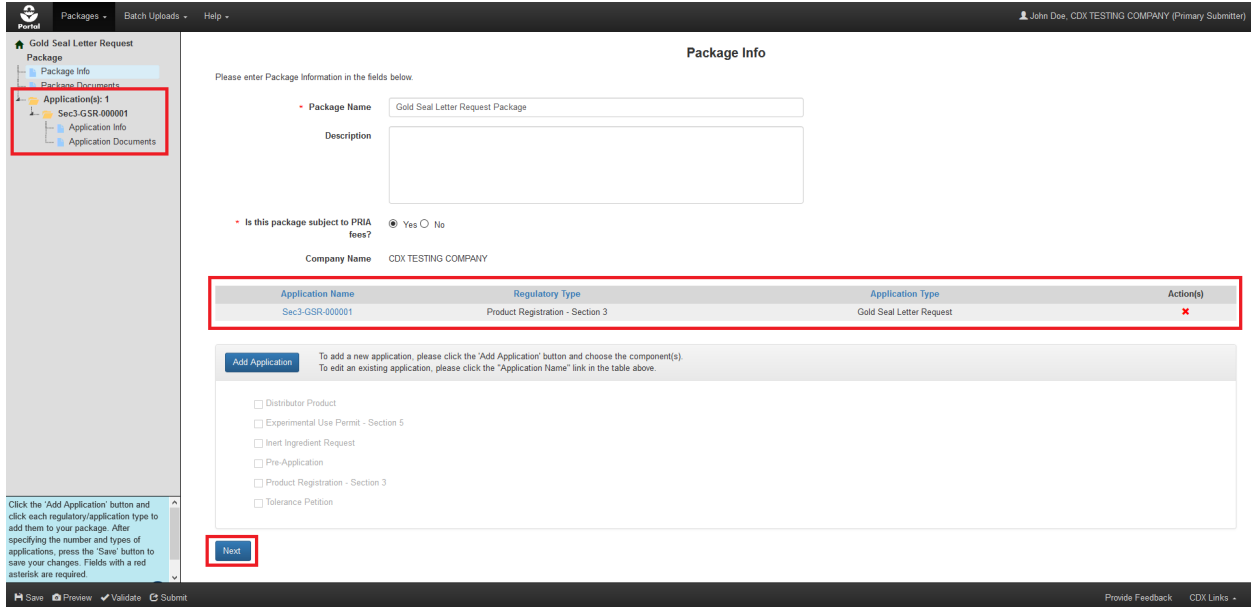 Portal
Packages
Batch Uploads
Help
John Doe, CDX TESTING COMPANY (Primary Submitter)
Gold Seal Letter Request
Package
Package Info
Package Documents
Application(s): 1
Sec3-GSR-000001
Application Info
Application Documents
Package Info
Please enter Package Information in the fields below.
* Package Name
Gold Seal Letter Request Package
Description
* Is this package subject to PRIA
fees?
Yes No
Company Name CDX TESTING COMPANY
Application Name Regulatory Type Application Type Action(s)
Sec3-GSR-000001 Product Registration - Section 3 Gold Seal Letter Request
Add Application
To add a new application, please click the 'Add Application' button and choose the component(s).
To edit an existing application, please click the "Application Name" link in the table above.
Distributor Product
Experimental Use Permit - Section 5
Inert Ingredient Request
Pre-Application
Product Registration - Section 3
Tolerance Petition
Next
Click the 'Add Application' button and
click each regulatory/application type to
add them to your package. After
specifying the number and types of
applications, press the 'Save' button to
save your changes. Fields with a red
asterisk are required.
Save Preview Validate Submit
Provide Feedback CDX Links